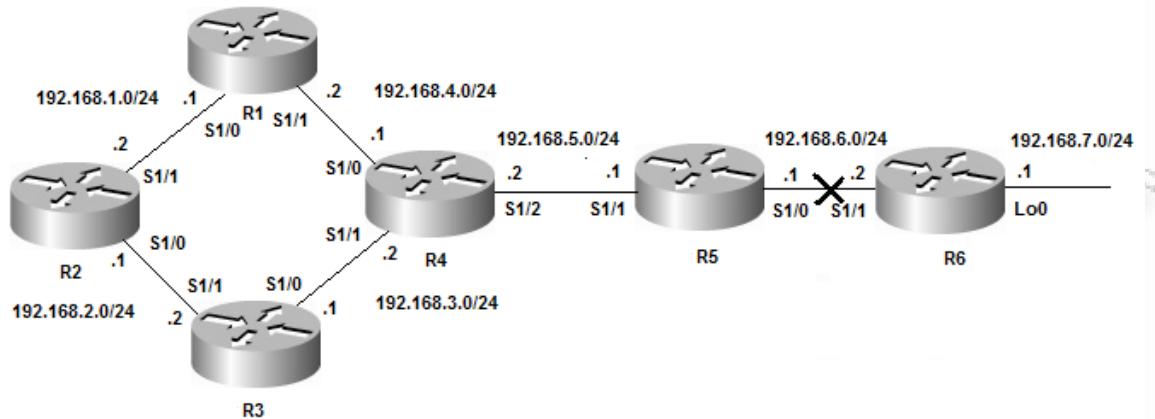 192.168.1.0/24
.1
R1
.2
192.168.4.0/24
S1/0
S1/1
.2
S1/1
.1
S1/0
192.168.5.0/24
192.168.6.0/24
192.168.7.0/24
.2
.1
.1
.2
.1
S1/2
S1/1
S1/0
S1/1
Lo0
R2
.1
S1/0
S1/1
.2
R4
R5
R6
192.168.2.0/24
.2
S1/1
S1/0
.1
192.168.3.0/24
R3